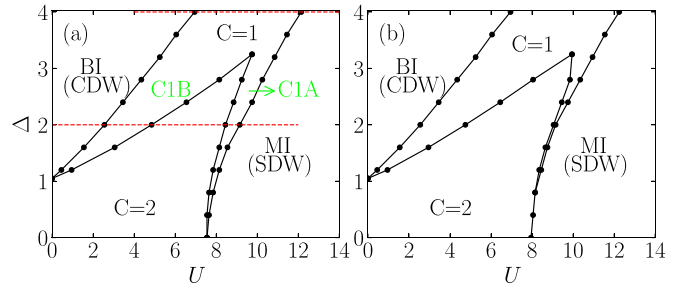 (a)
C=1
BI
(CDW)
C1B
C1A
MI
(SDW)
C=2
Δ
4
3
2
1
0
0 2 4 6 8 10 12 14
U
(b)
C=1
BI
(CDW)
MI
(SDW)
C=2
0 2 4 6 8 10 12 14
U